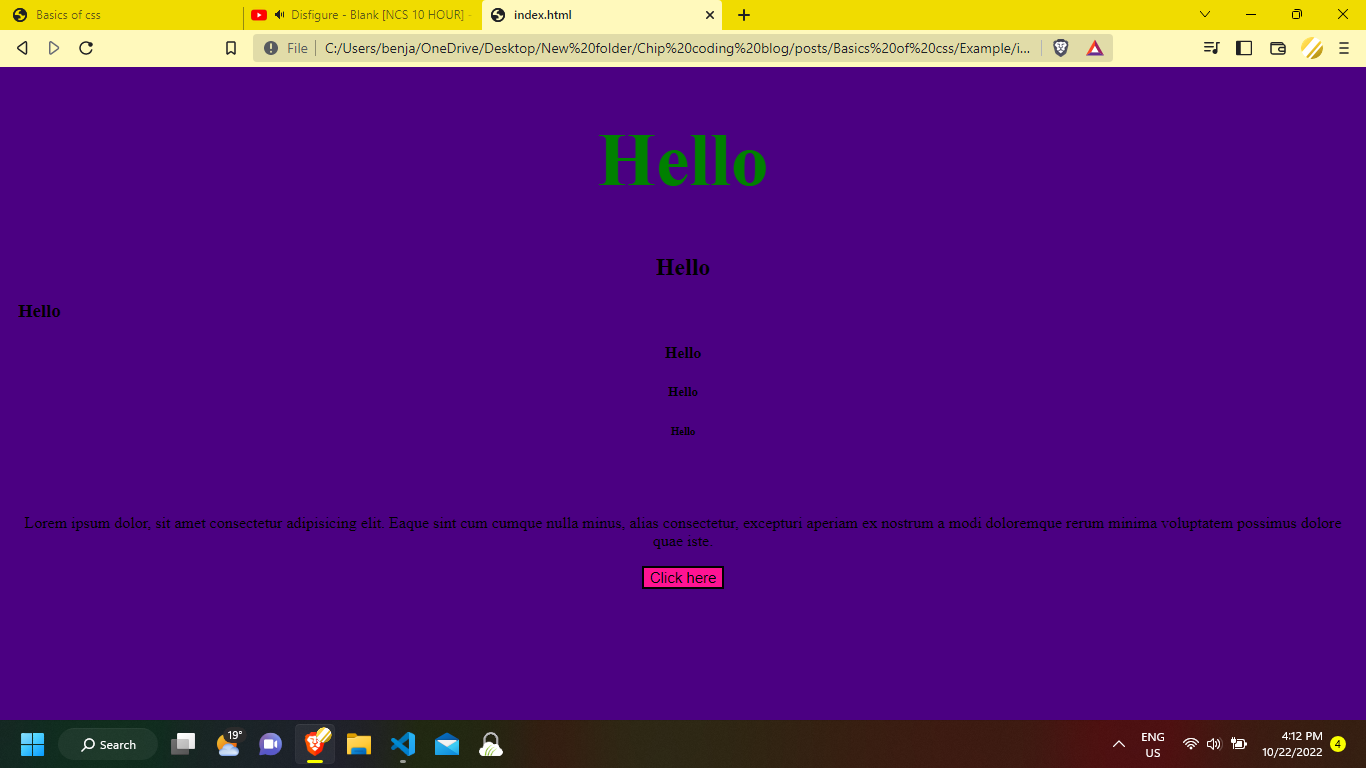 Basics of css
Disfigure - Blank [NCS 10 HOUR] -
index.html
File
C:/Users/benja/OneDrive/Desktop/New%20folder/Chip%20coding%20blog/posts/Basics%20of%20css/Example/i...
Hello
Hello
Hello
Hello
Hello
Hello
Lorem ipsum dolor, sit amet consectetur adipisicing elit. Eaque sint cum cumque nulla minus, alias consectetur, excepturi aperiam ex nostrum a modi doloremque rerum minima voluptatem possimus dolore
quae iste.
Click here
Search
19°
ENG
US
4:12 PM
10/22/2022
4